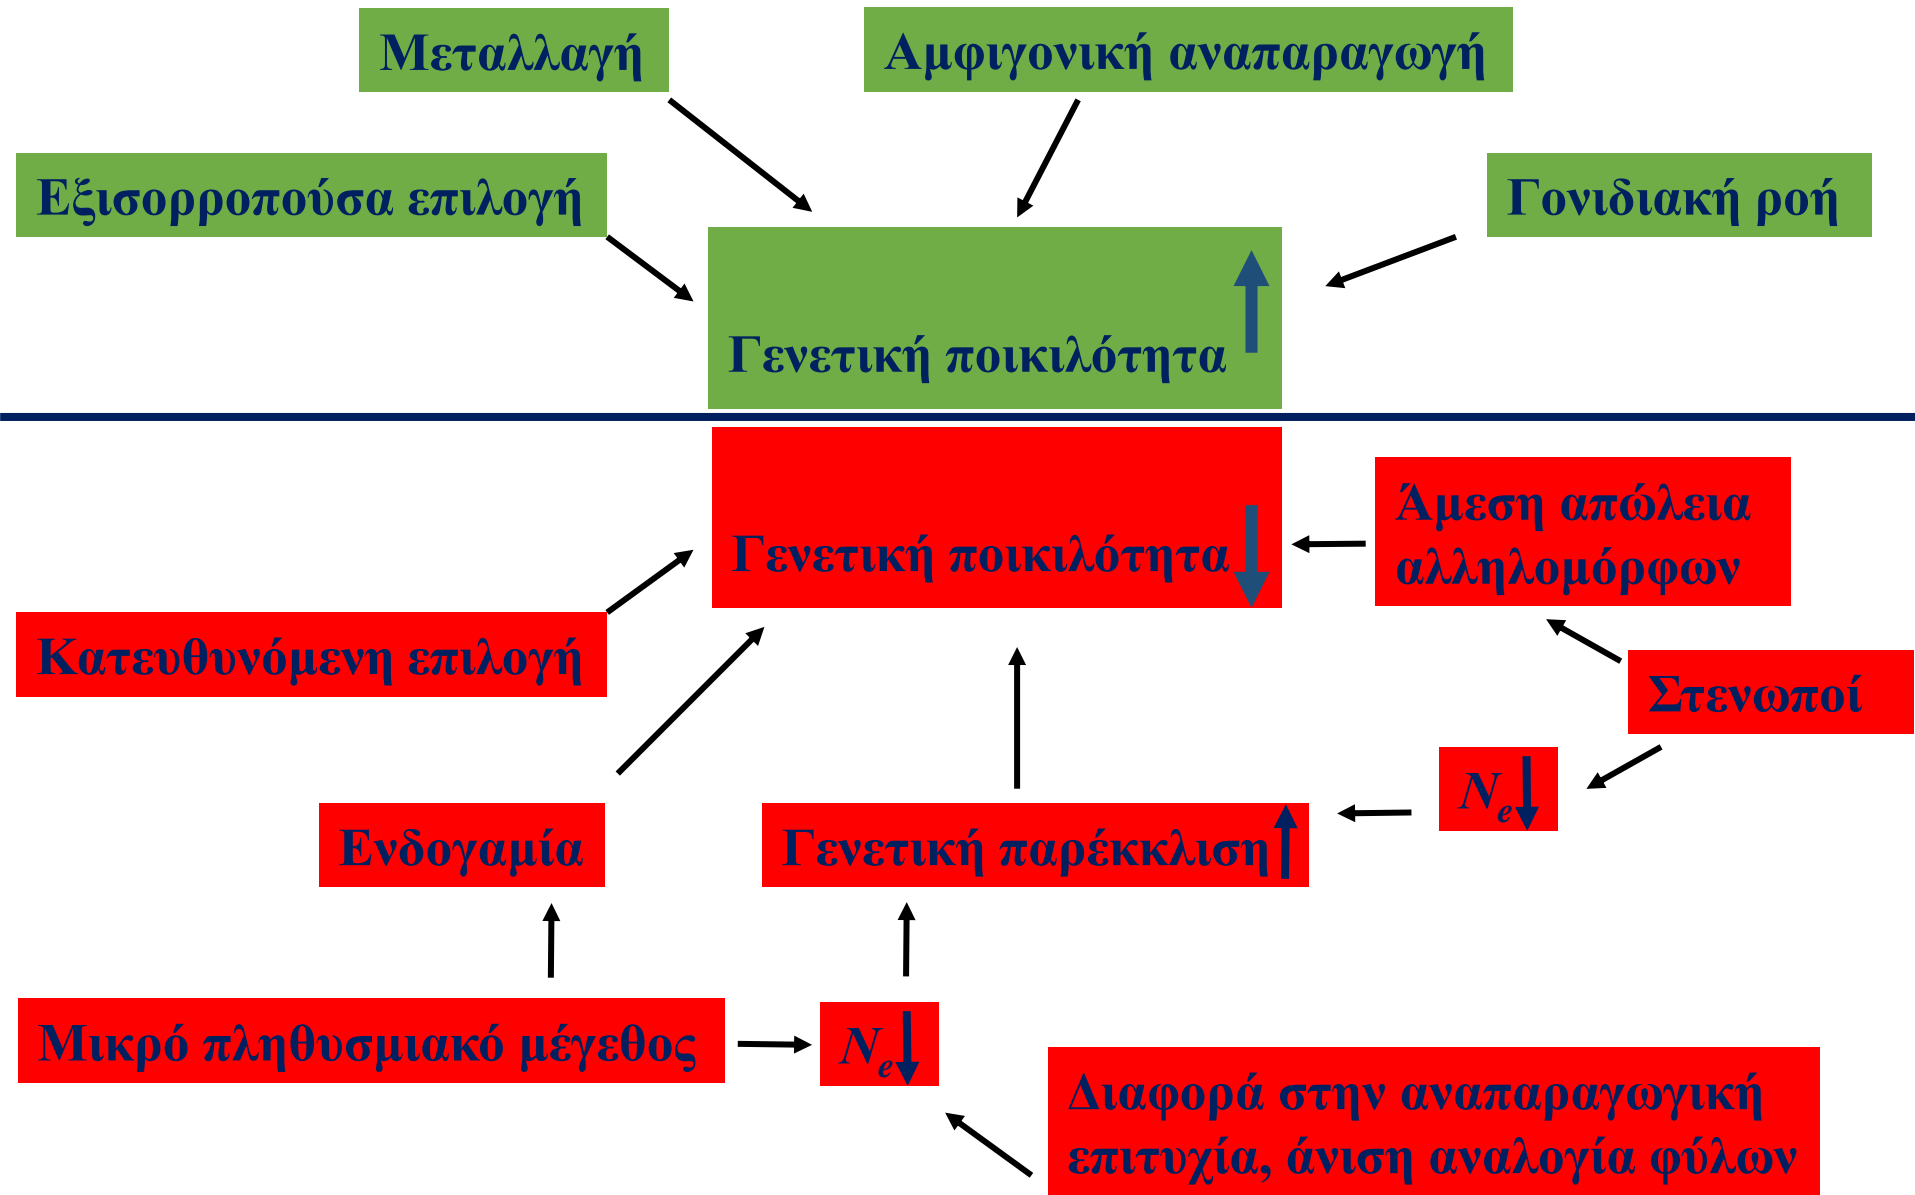 Μεταλλαγή
Αμφιγονική αναπαραγωγή
Εξισορροπούσα επιλογή
Γονιδιακή ροή
Γενετική ποικιλότητα
Γενετική ποικιλότητα
Άμεση απώλεια
αλληλομόρφων
Κατευθυνόμενη επιλογή
Στενωποί
Ne
Ενδογαμία
Γενετική παρέκκλιση
Μικρό πληθυσμιακό μέγεθος
Ne
Διαφορά στην αναπαραγωγική
επιτυχία, άνιση αναλογία φύλων